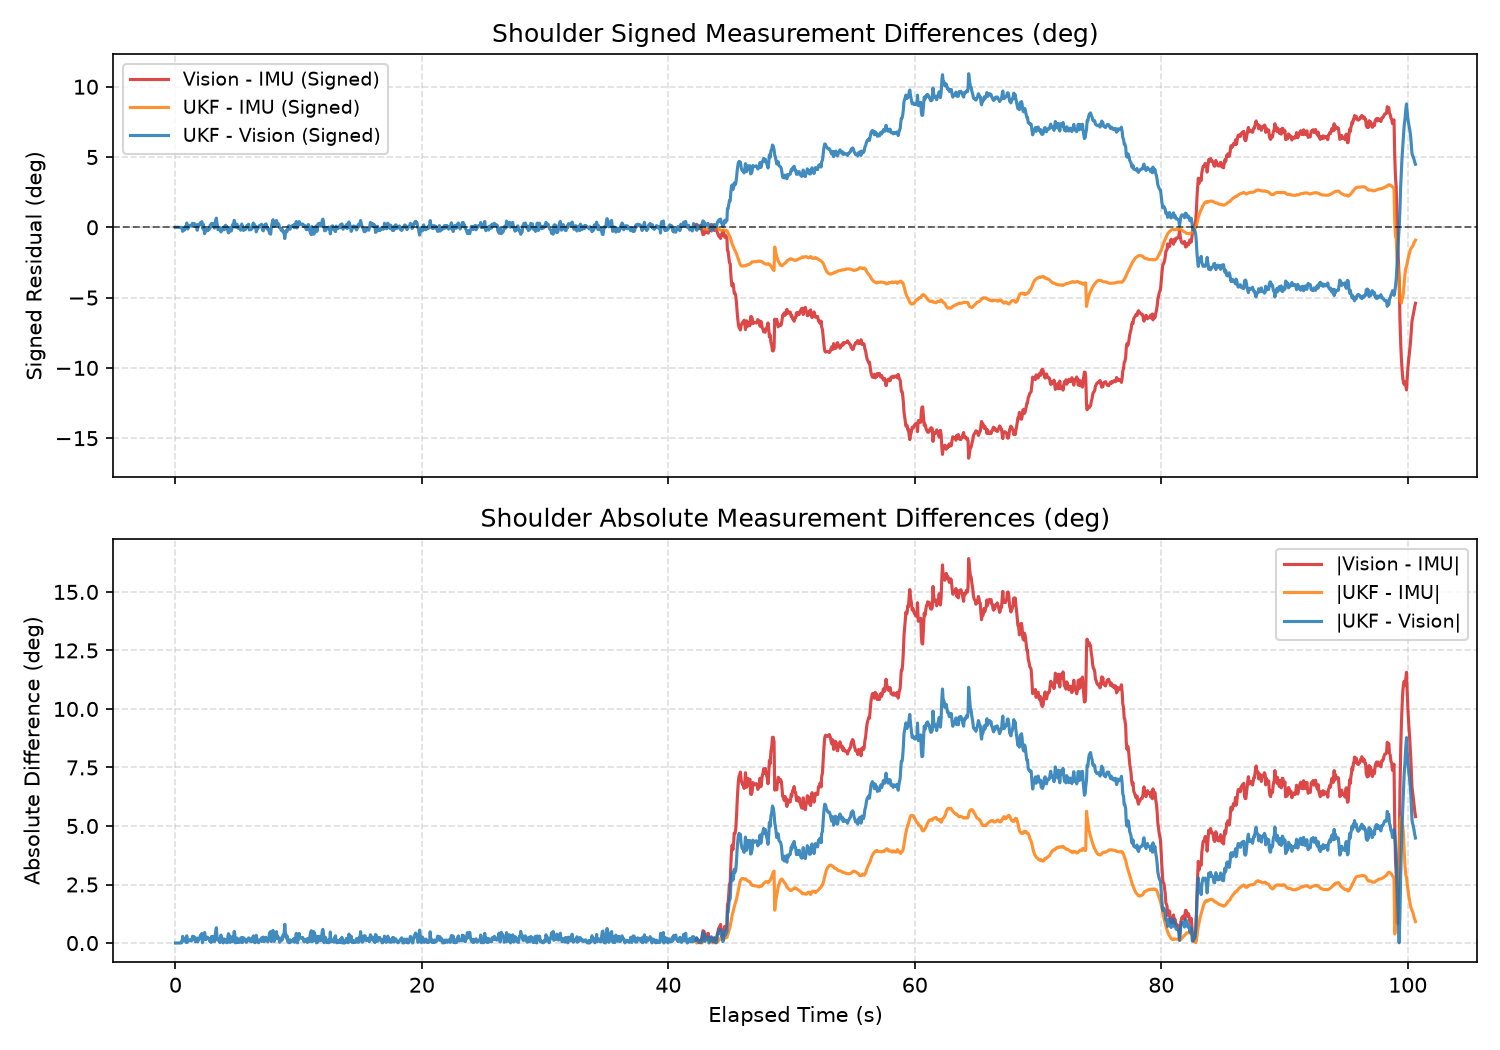 Shoulder Signed Measurement Differences (deg)
Vision - IMU (Signed)
UKF - IMU (Signed)
UKF - Vision (Signed)
Signed Residual (deg)
10
5
0
−5
−10
−15
Shoulder Absolute Measurement Differences (deg)
|Vision - IMU|
|UKF - IMU|
|UKF - Vision|
Absolute Difference (deg)
15.0
12.5
10.0
7.5
5.0
2.5
0.0
0 20 40 60 80 100
Elapsed Time (s)